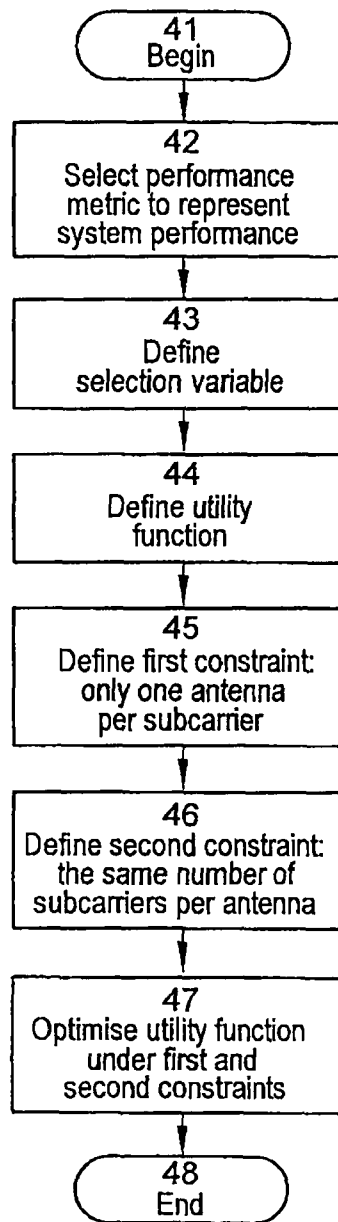 41
Begin
42
Select performance
metric to represent
system performance
43
Define
selection variable
44
Define utility
function
45
Define first constraint:
only one antenna
per subcarrier
46
Define second constraint:
the same number of
subcarriers per antenna
47
Optimise utility function
under first and
second constraints
48
End